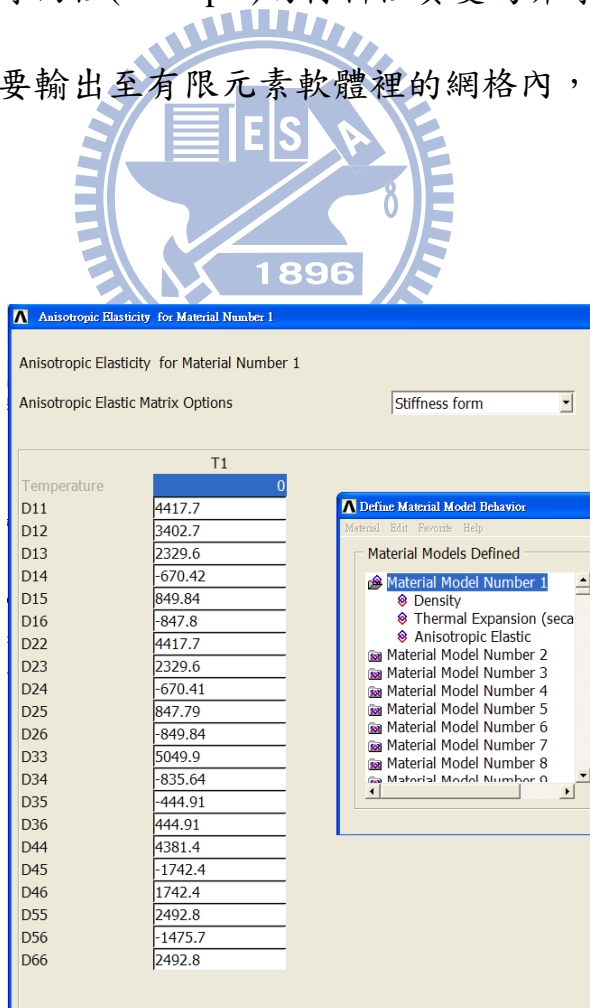 要輸出至有限元素軟體裡的網格內，
E S A
1896
Anisotropic Elasticity for Material Number 1
Anisotropic Elasticity for Material Number 1
Anisotropic Elastic Matrix Options Stiffness form
T1
Temperature 0
D11 4417.7
D12 3402.7
D13 2329.6
D14 -670.42
D15 849.84
D16 -847.8
D22 4417.7
D23 2329.6
D24 -670.41
D25 847.79
D26 -849.84
D33 5049.9
D34 -835.64
D35 -444.91
D36 444.91
D44 4381.4
D45 -1742.4
D46 1742.4
D55 2492.8
D56 -1475.7
D66 2492.8
Define Material Model Behavior
Material Edit Favorite Help
Material Models Defined
Material Model Number 1
Density
Thermal Expansion (seca
Anisotropic Elastic
Material Model Number 2
Material Model Number 3
Material Model Number 4
Material Model Number 5
Material Model Number 6
Material Model Number 7
Material Model Number 8
Material Model Number 9